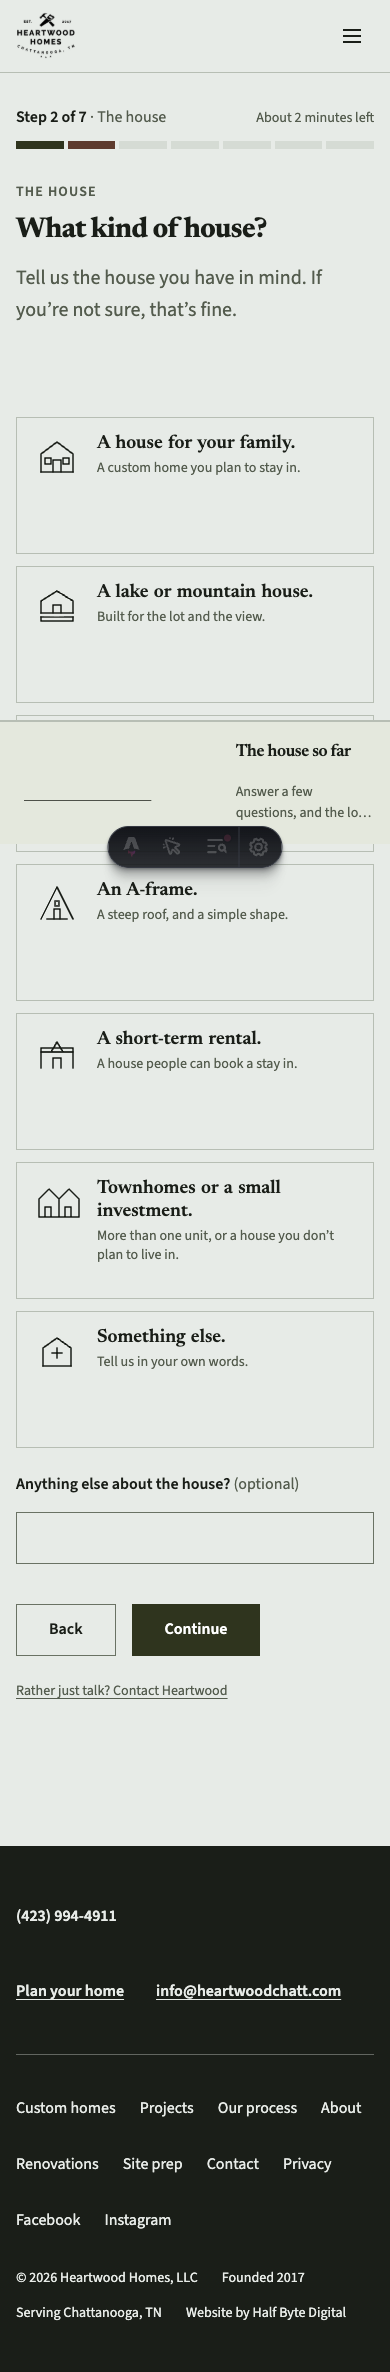 EST. 2017
HEARTWOOD
HOMES
CHATTANOOGA, TN
Step 2 of 7 · The house
About 2 minutes left
THE HOUSE
What kind of house?
Tell us the house you have in mind. If
you’re not sure, that’s fine.
A house for your family.
A custom home you plan to stay in.
A lake or mountain house.
Built for the lot and the view.
The house so far
Answer a few
questions, and the lo…
An A-frame.
A steep roof, and a simple shape.
A short-term rental.
A house people can book a stay in.
Townhomes or a small
investment.
More than one unit, or a house you don’t
plan to live in.
Something else.
Tell us in your own words.
Anything else about the house? (optional)
Back
Continue
Rather just talk? Contact Heartwood
(423) 994-4911
Plan your home info@heartwoodchatt.com
Custom homes Projects Our process About
Renovations Site prep Contact Privacy
Facebook Instagram
© 2026 Heartwood Homes, LLC Founded 2017
Serving Chattanooga, TN Website by Half Byte Digital